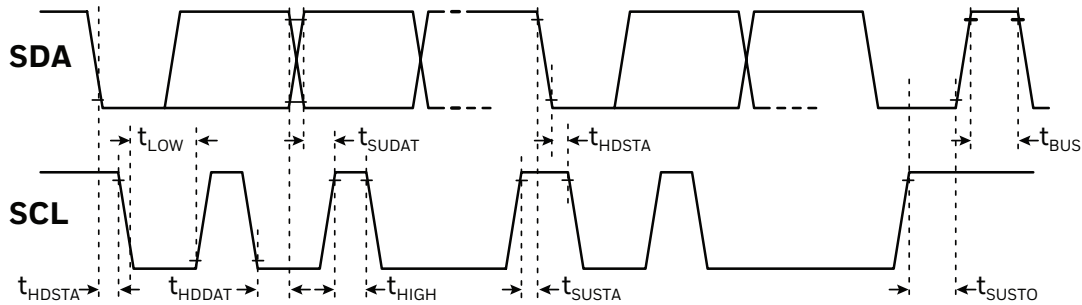 SDA
tLOW tSUDAT tHDSTA tBUS
SCL
tHDSTA tHDDAT tHIGH tSUSTA tSUSTO